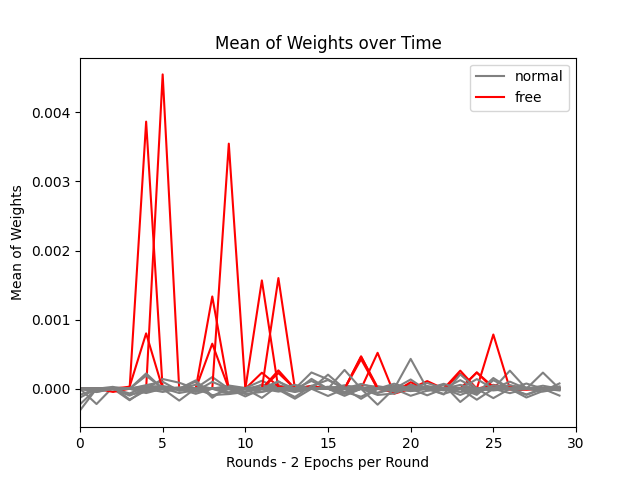 Mean of Weights over Time
normal
free
Mean of Weights
0.004
0.003
0.002
0.001
0.000
0 5 10 15 20 25 30
Rounds - 2 Epochs per Round